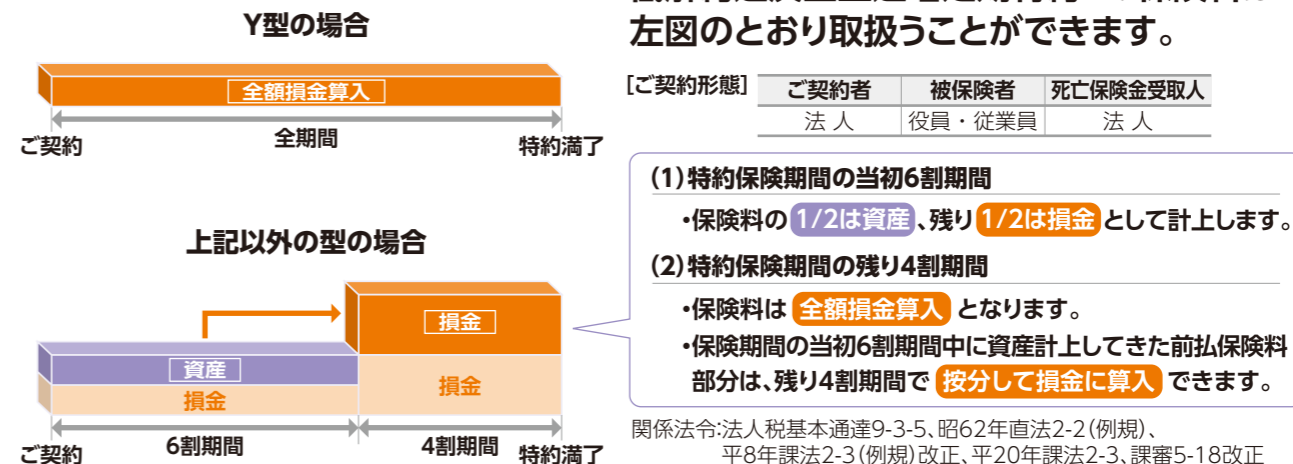 Y型の場合
全額損金算入
ご契約
全期間
特約満了
上記以外の型の場合
資産
損金
損金
損金
ご契約
6割期間
4割期間
特約満了
左図のとおり取扱うことができます。
[ご契約形態]
ご契約者 被保険者 死亡保険金受取人
法人 役員・従業員 法人
(1)特約保険期間の当初6割期間
・保険料の1/2は資産、残り1/2は損金として計上します。
(2)特約保険期間の残り4割期間
・保険料は 全額損金算入 となります。
・保険期間の当初6割期間中に資産計上してきた前払保険料
部分は、残り4割期間で 按分して損金に算入 できます。
関係法令:法人税基本通達9-3-5、昭62年直法2-2(例規)、
平8年課法2-3(例規)改正、平20年課法2-3、課審5-18改正